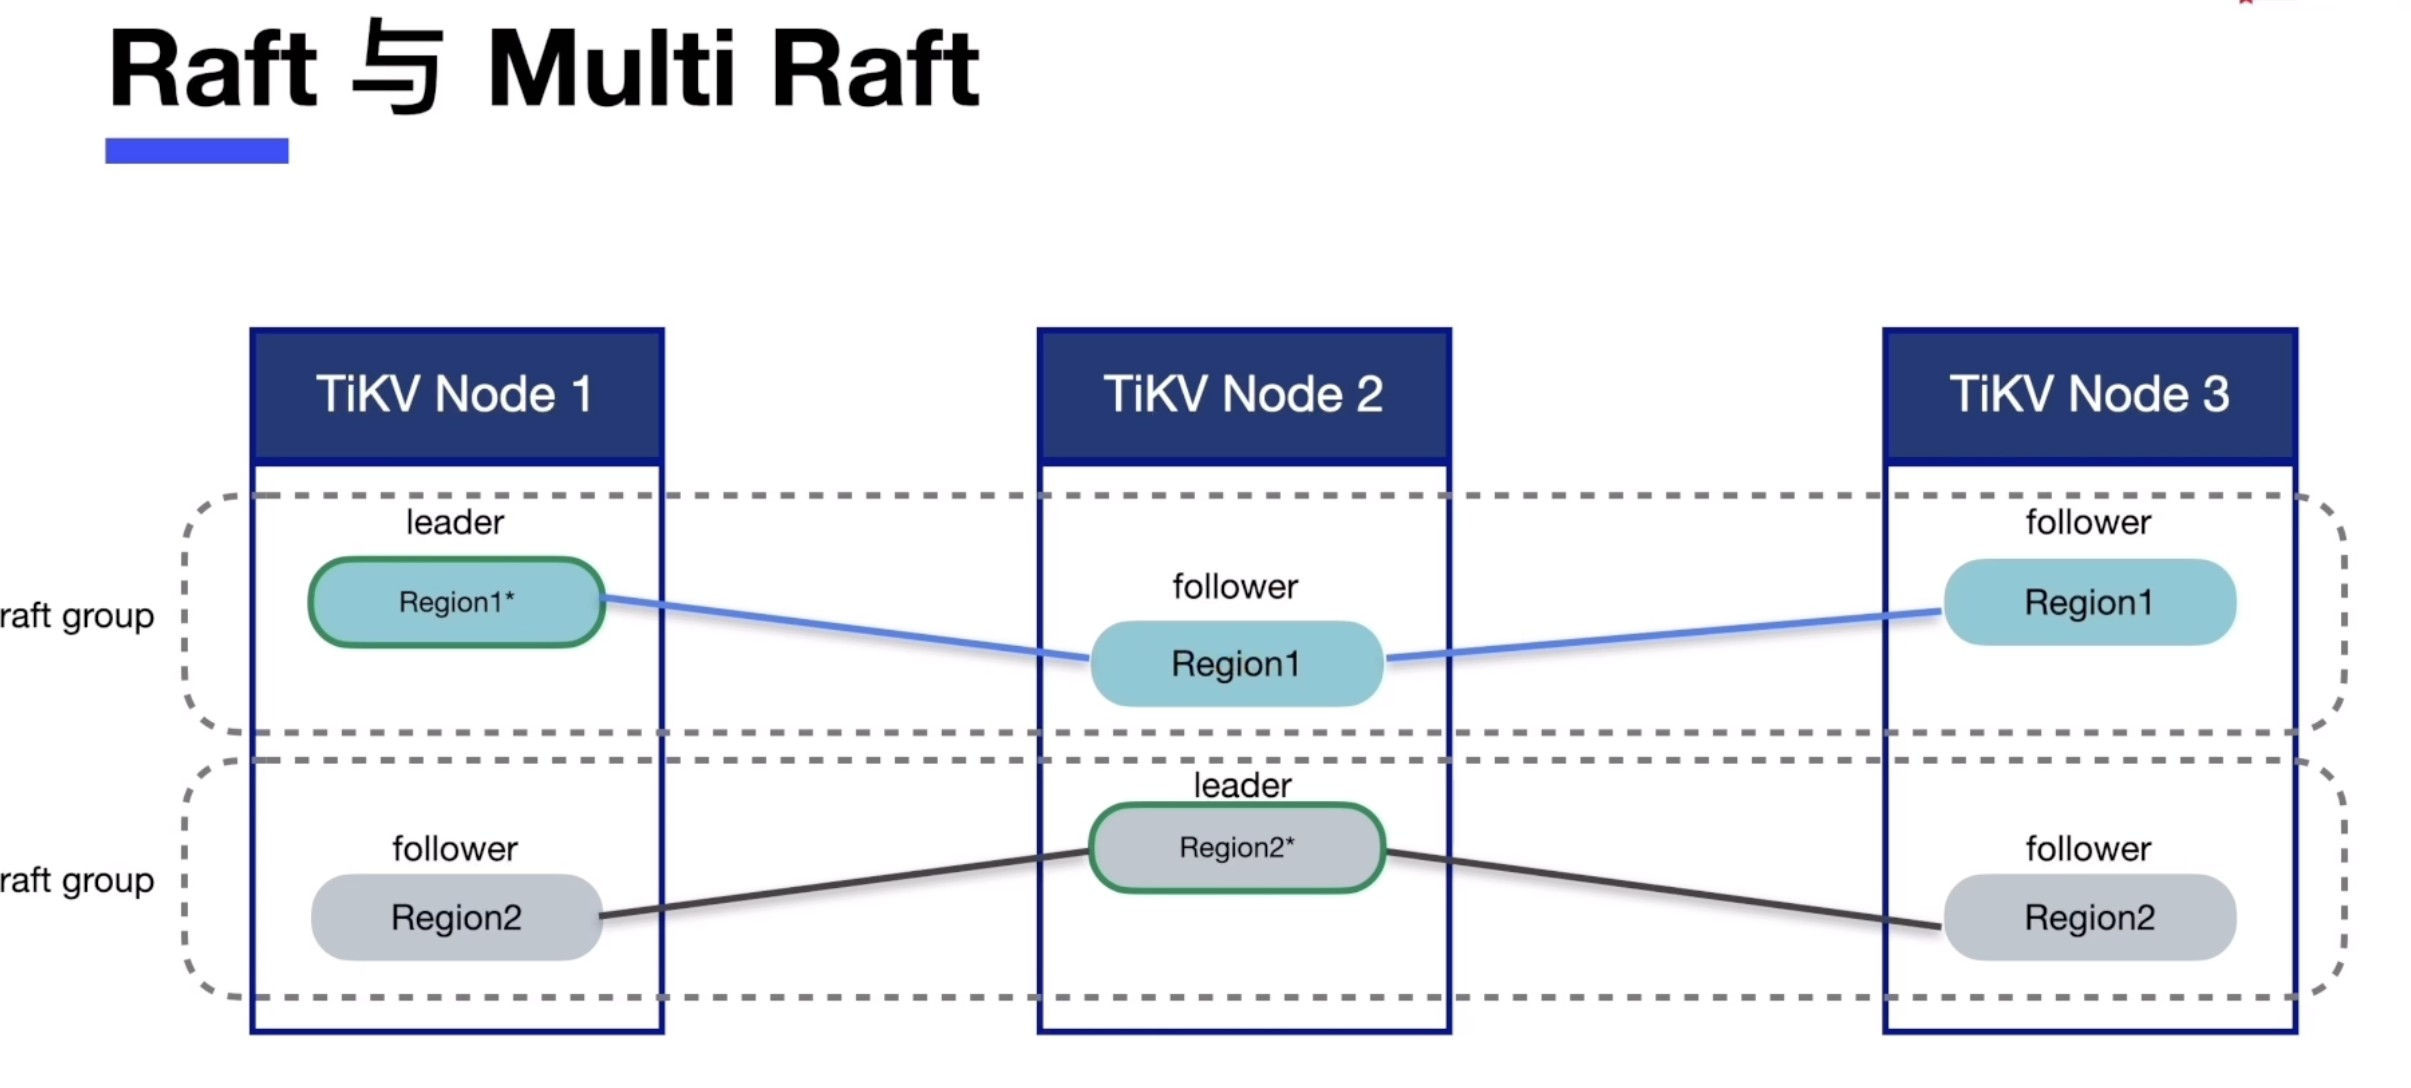 Raft 与 Multi Raft
TiKV Node 1
TiKV Node 2
TiKV Node 3
raft group
leader
Region1*
follower
Region1
follower
Region1
raft group
follower
Region2
leader
Region2*
follower
Region2